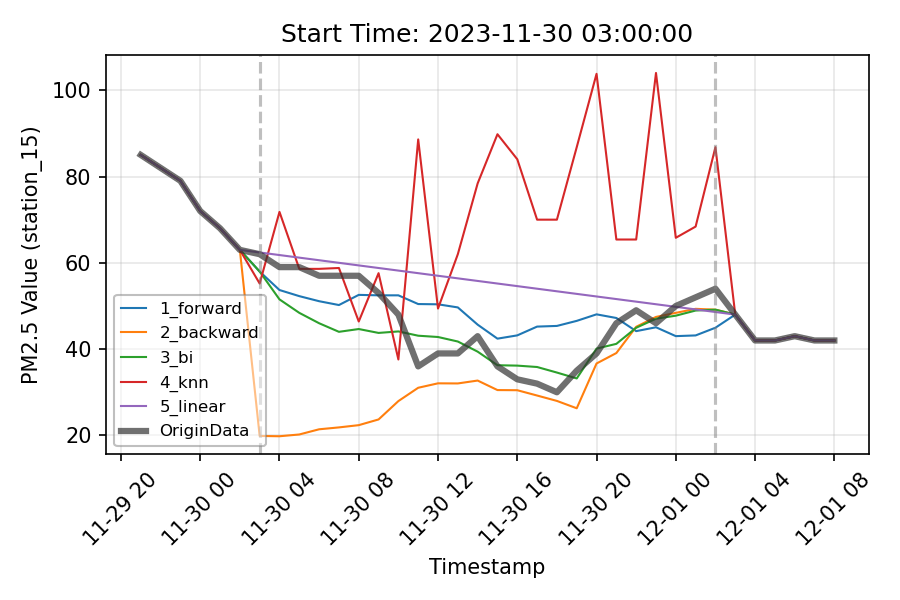 Start Time: 2023-11-30 03:00:00
PM2.5 Value (station_15)
100
80
60
40
20
1_forward
2_backward
3_bi
4_knn
5_linear
OriginData
11-29 20
11-30 00
11-30 04
11-30 08
11-30 12
11-30 16
11-30 20
12-01 00
12-01 04
12-01 08
Timestamp